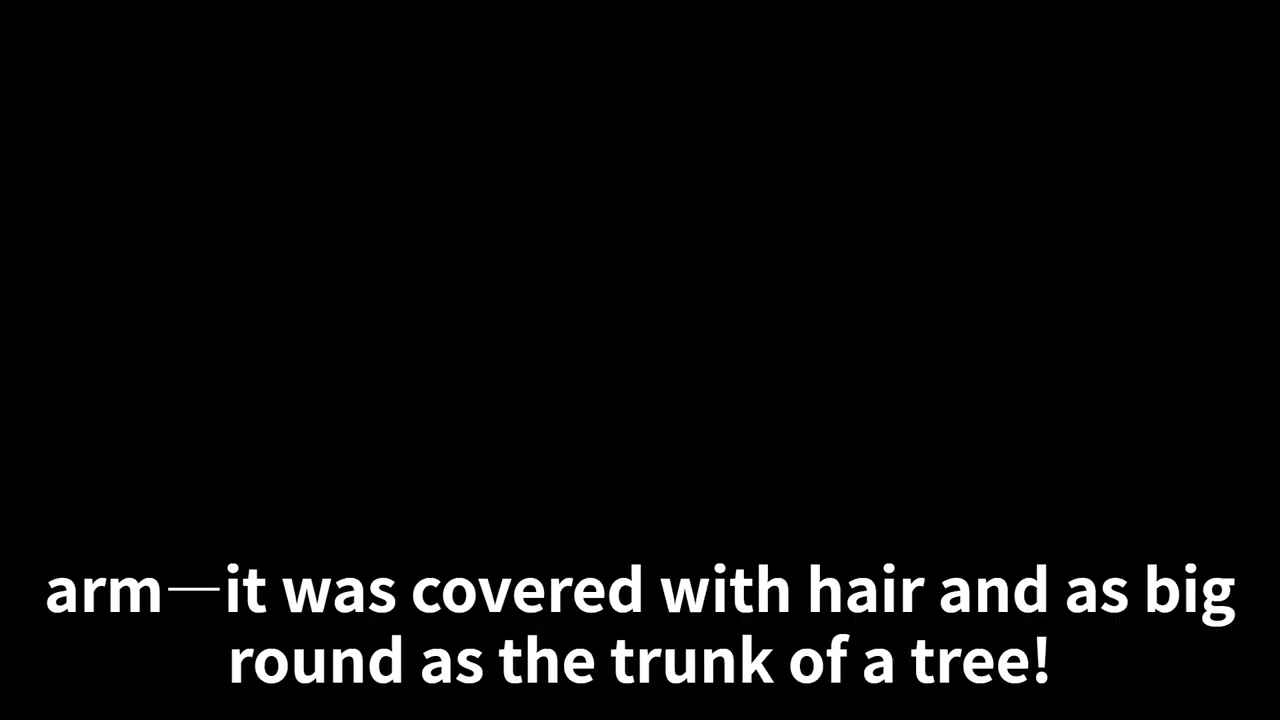 arm—it was covered with hair and as big
round as the trunk of a tree!